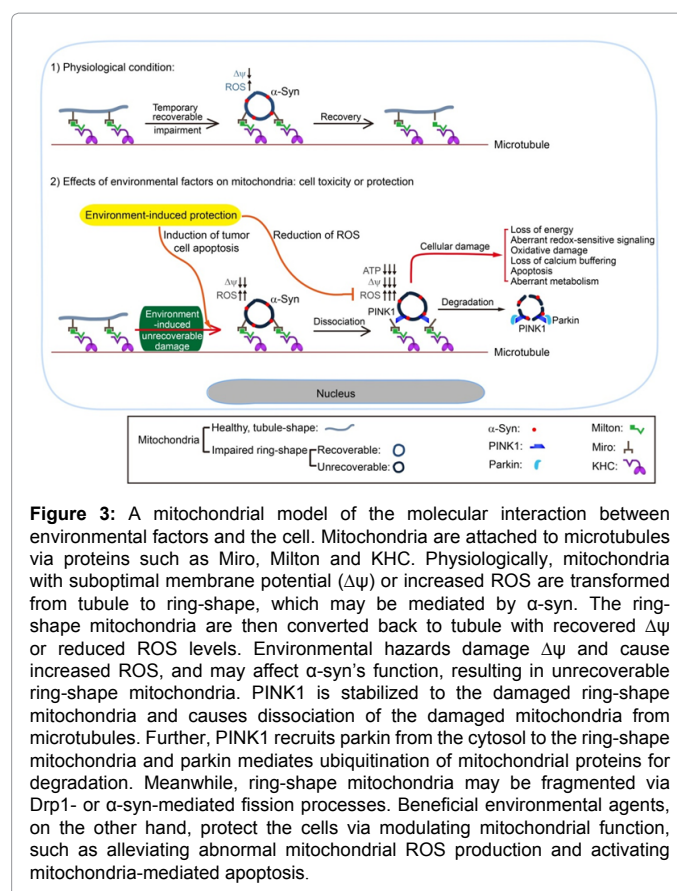 1) Physiological condition:
Δψ↓
ROS↑
α-Syn
Temporary
recoverable
impairment
Recovery
Microtubule
2) Effects of environmental factors on mitochondria: cell toxicity or protection
Environment-induced protection
Induction of tumor
cell apoptosis
Reduction of ROS
Cellular damage
Loss of energy
Aberrant redox-sensitive signaling
Oxidative damage
Loss of calcium buffering
Apoptosis
Aberrant metabolism
ATP↓↓↓
Δψ↓↓↓
ROS↑↑↑
PINK1
Δψ↓↓
ROS↑↑
α-Syn
Environment
-induced
unrecoverable
damage
Dissociation
Degradation
Parkin
PINK1
Microtubule
Nucleus
Mitochondria
Healthy, tubule-shape:
Impaired ring-shape
Recoverable:
Unrecoverable:
α-Syn:
PINK1:
Parkin:
Milton:
Miro:
KHC:
Figure 3: A mitochondrial model of the molecular interaction between
environmental factors and the cell. Mitochondria are attached to microtubules
via proteins such as Miro, Milton and KHC. Physiologically, mitochondria
with suboptimal membrane potential (Δψ) or increased ROS are transformed
from tubule to ring-shape, which may be mediated by α-syn. The ring-
shape mitochondria are then converted back to tubule with recovered Δψ
or reduced ROS levels. Environmental hazards damage Δψ and cause
increased ROS, and may affect α-syn's function, resulting in unrecoverable
ring-shape mitochondria. PINK1 is stabilized to the damaged ring-shape
mitochondria and causes dissociation of the damaged mitochondria from
microtubules. Further, PINK1 recruits parkin from the cytosol to the ring-shape
mitochondria and parkin mediates ubiquitination of mitochondrial proteins for
degradation. Meanwhile, ring-shape mitochondria may be fragmented via
Drp1- or α-syn-mediated fission processes. Beneficial environmental agents,
on the other hand, protect the cells via modulating mitochondrial function,
such as alleviating abnormal mitochondrial ROS production and activating
mitochondria-mediated apoptosis.